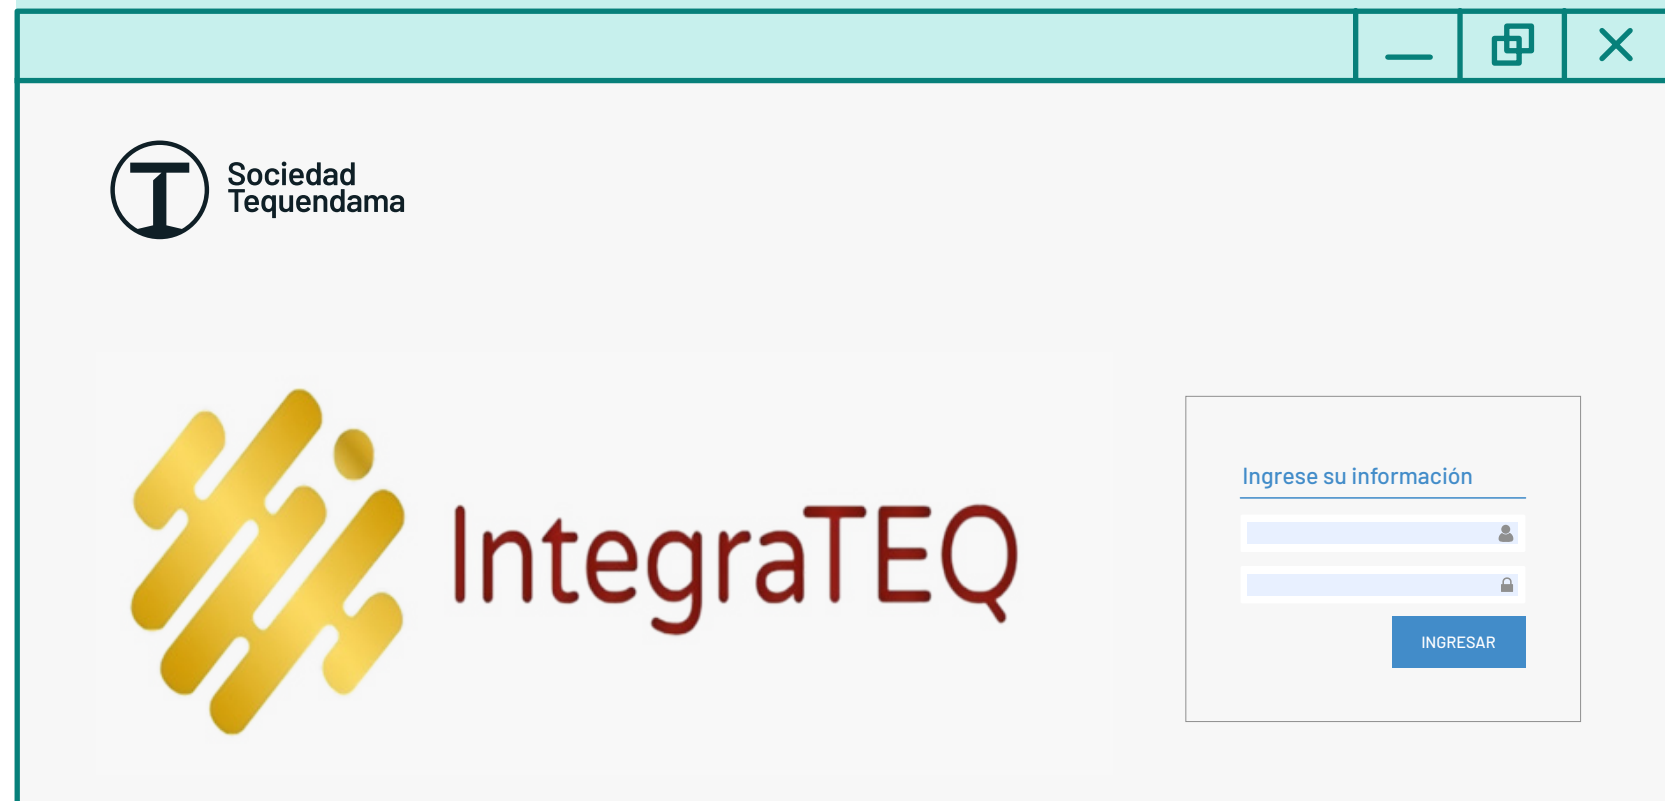 Sociedad
Tequendama
IntegraTEQ
Ingrese su información
INGRESAR